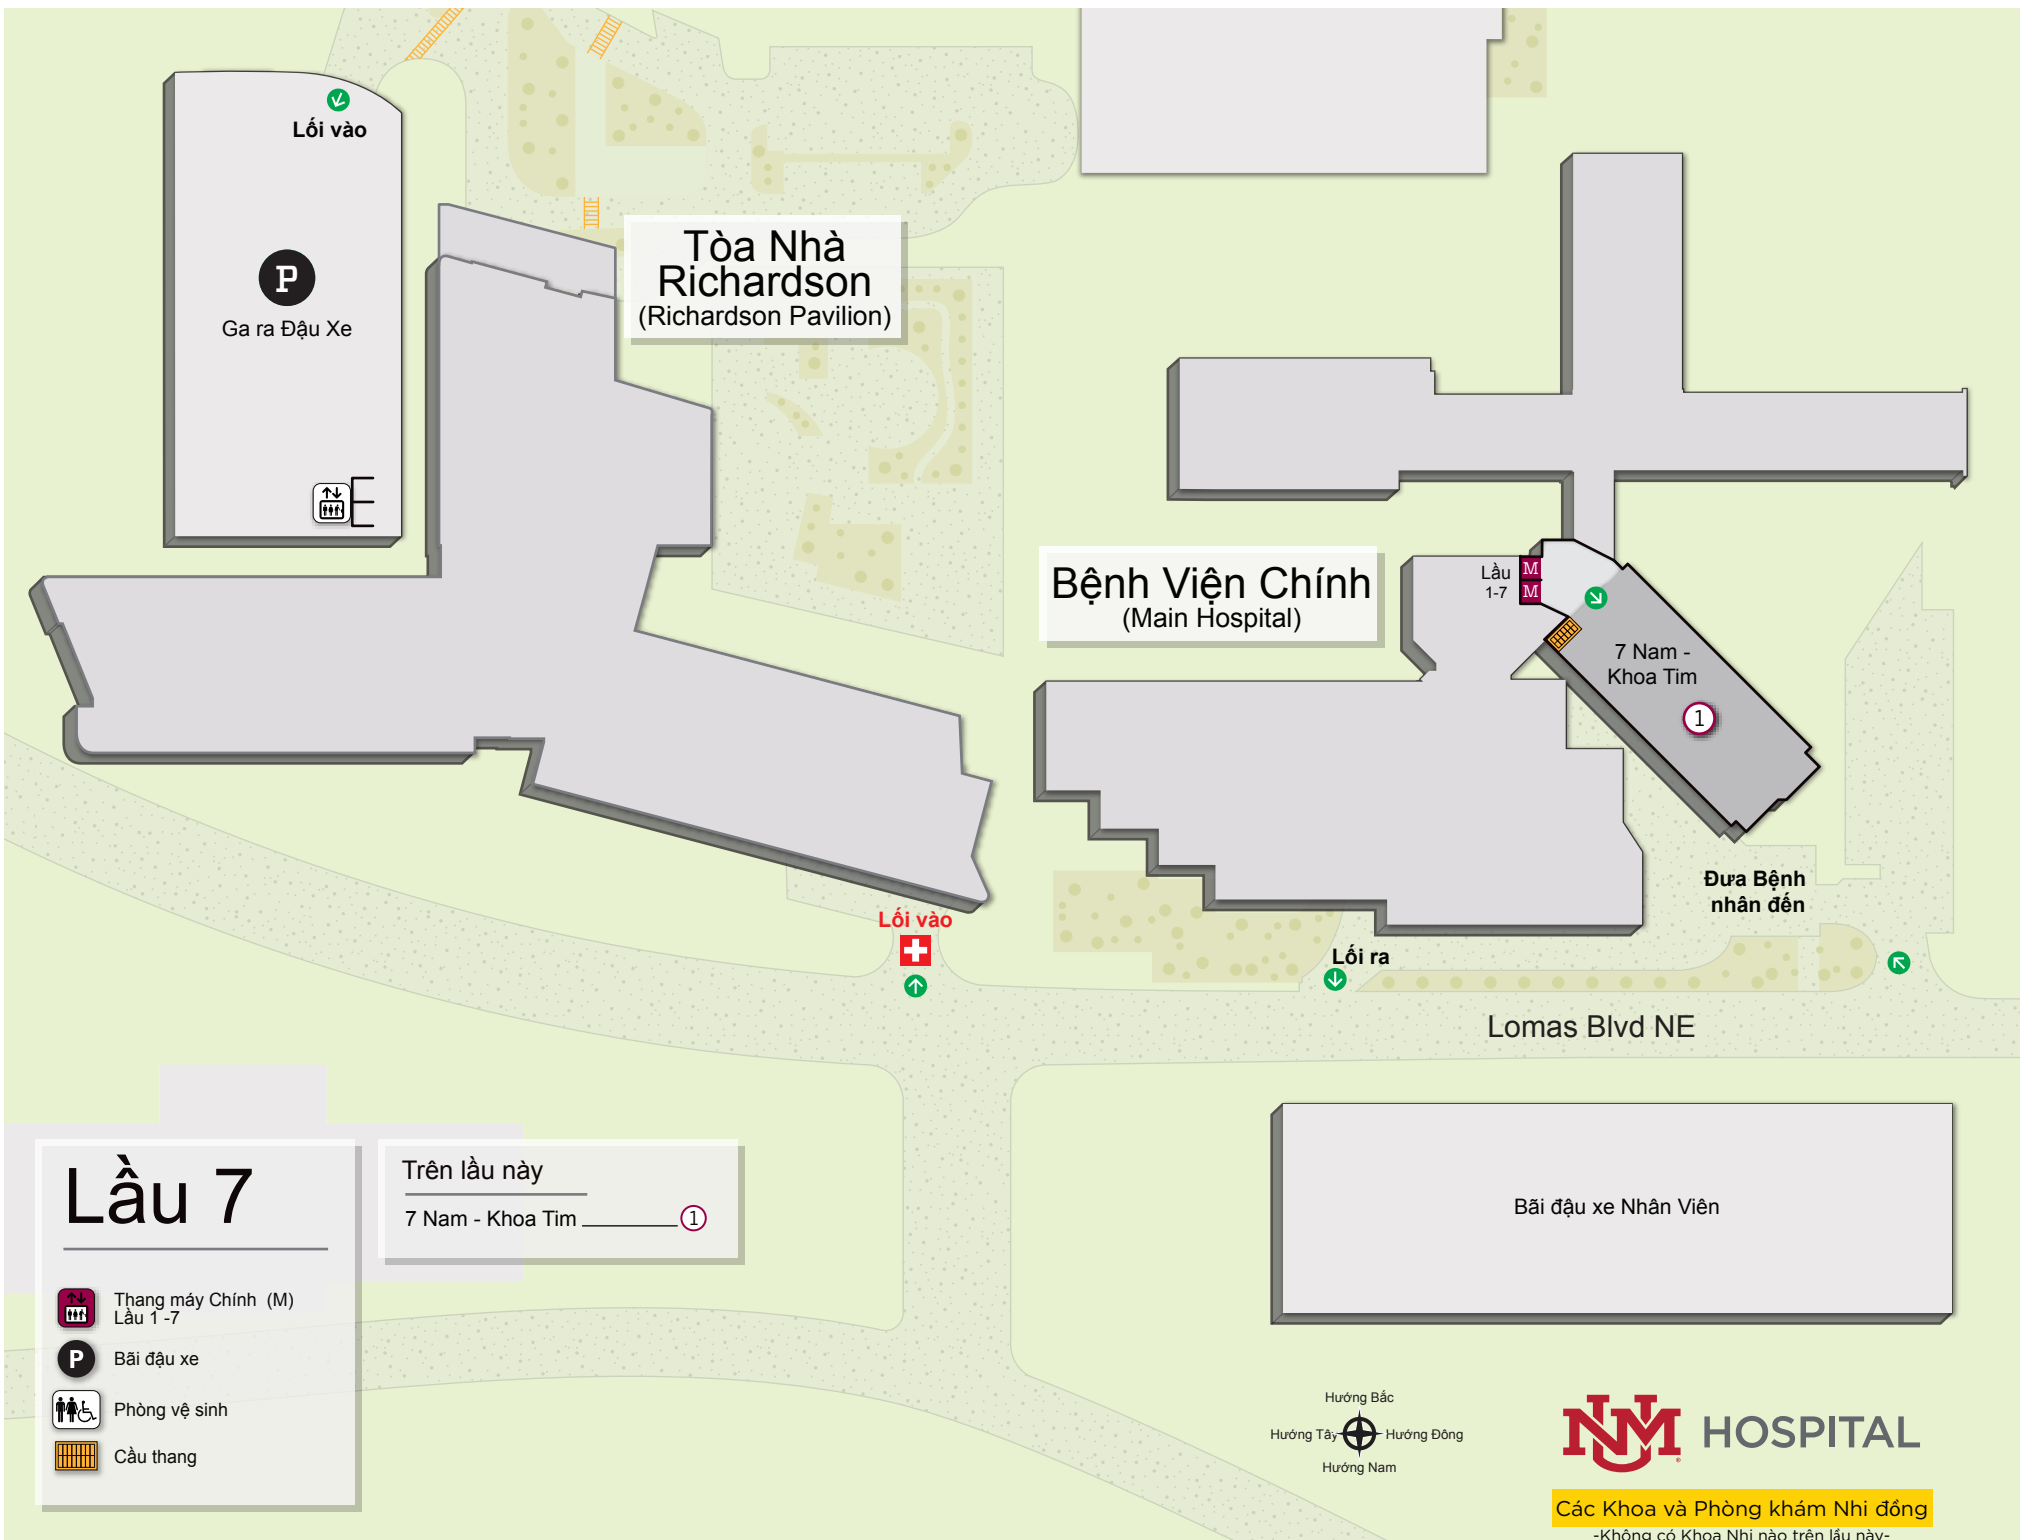 Lối vào
P
Ga ra Đậu Xe
Tòa Nhà
Richardson
(Richardson Pavilion)
Bệnh Viện Chính
(Main Hospital)
Lầu
1-7
M
M
7 Nam -
Khoa Tim
1
Đưa Bệnh
nhân đến
Lối vào
Lối ra
Lomas Blvd NE
Bãi đậu xe Nhân Viên
Lầu 7
Thang máy Chính (M)
Lầu 1 -7
P
Bãi đậu xe
Phòng vệ sinh
Cầu thang
Trên lầu này
7 Nam - Khoa Tim 1
Hướng Bắc
Hướng Tây
Hướng Đông
Hướng Nam
UNM HOSPITAL
Các Khoa và Phòng khám Nhi đồng
-Không có Khoa Nhi nào trên lầu này-